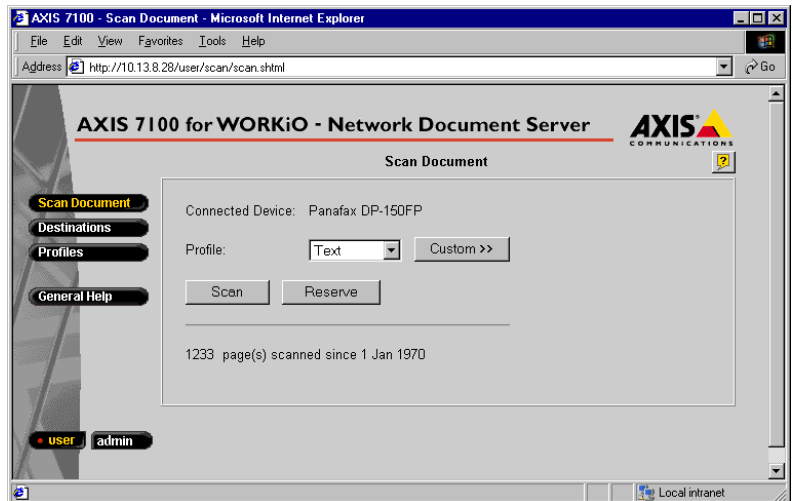 AXIS 7100 - Scan Document - Microsoft Internet Explorer
File Edit View Favorites Tools Help
Address http://10.13.8.28/user/scan/scan.shtml Go
AXIS 7100 for WORKiO - Network Document Server
AXIS
COMMUNICATIONS
Scan Document
?
Scan Document
Destinations
Profiles
General Help
Connected Device: Panafax DP-150FP
Profile: Text Custom >>
Scan Reserve
1233 page(s) scanned since 1 Jan 1970
user admin
Local intranet